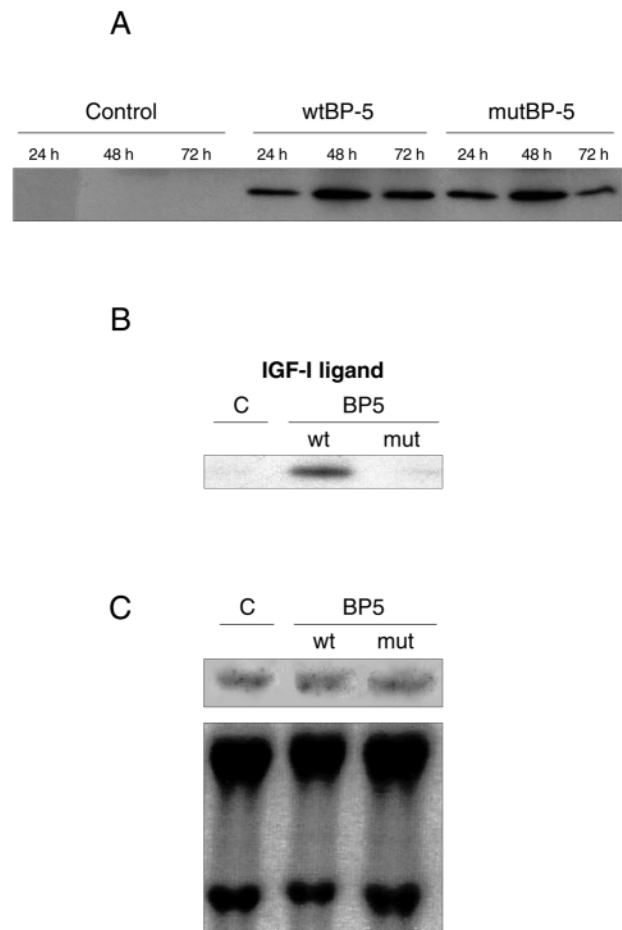 A
Control wtBP-5 mutBP-5
24 h 48 h 72 h 24 h 48 h 72 h 24 h 48 h 72 h
B
IGF-I ligand
C BP5
wt mut
C
C BP5
wt mut